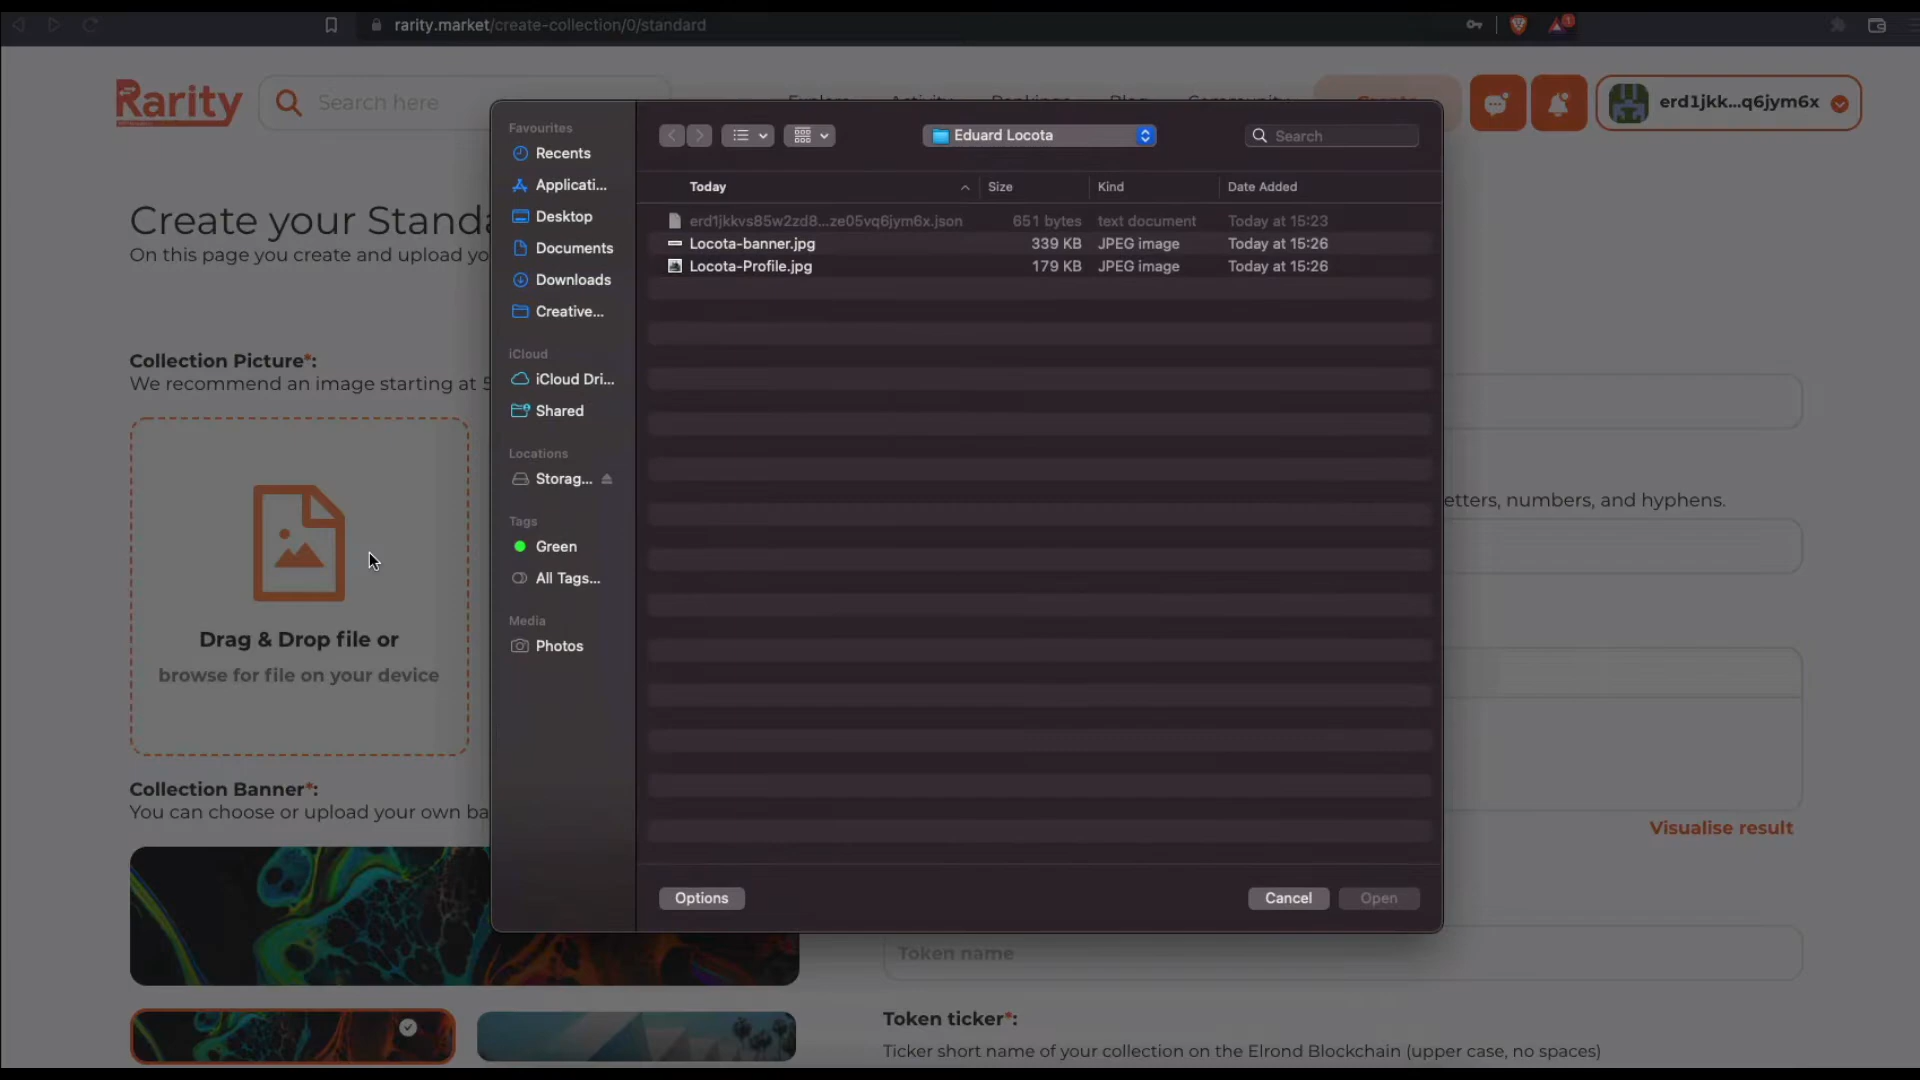 rarity.market/create-collection/0/standard
1
Rarity
Search here
erd1jkk...q6jym6x
Create your Standa
On this page you create and upload yo
Collection Picture*:
We recommend an image starting at 5
Drag & Drop file or
browse for file on your device
Collection Banner*:
You can choose or upload your own ba
Favourites
Recents
Applicati...
Desktop
Documents
Downloads
Creative...
iCloud
iCloud Dri...
Shared
Locations
Storag...
Tags
Green
All Tags...
Media
Photos
Eduard Locota
Search
Today Size Kind Date Added
erd1jkkvs85w2zd8...ze05vq6jym6x.json 651 bytes text document Today at 15:23
Locota-banner.jpg 339 KB JPEG image Today at 15:26
Locota-Profile.jpg 179 KB JPEG image Today at 15:26
Options
Cancel
Open
etters, numbers, and hyphens.
Visualise result
Token name
Token ticker*:
Ticker short name of your collection on the Elrond Blockchain (upper case, no spaces)